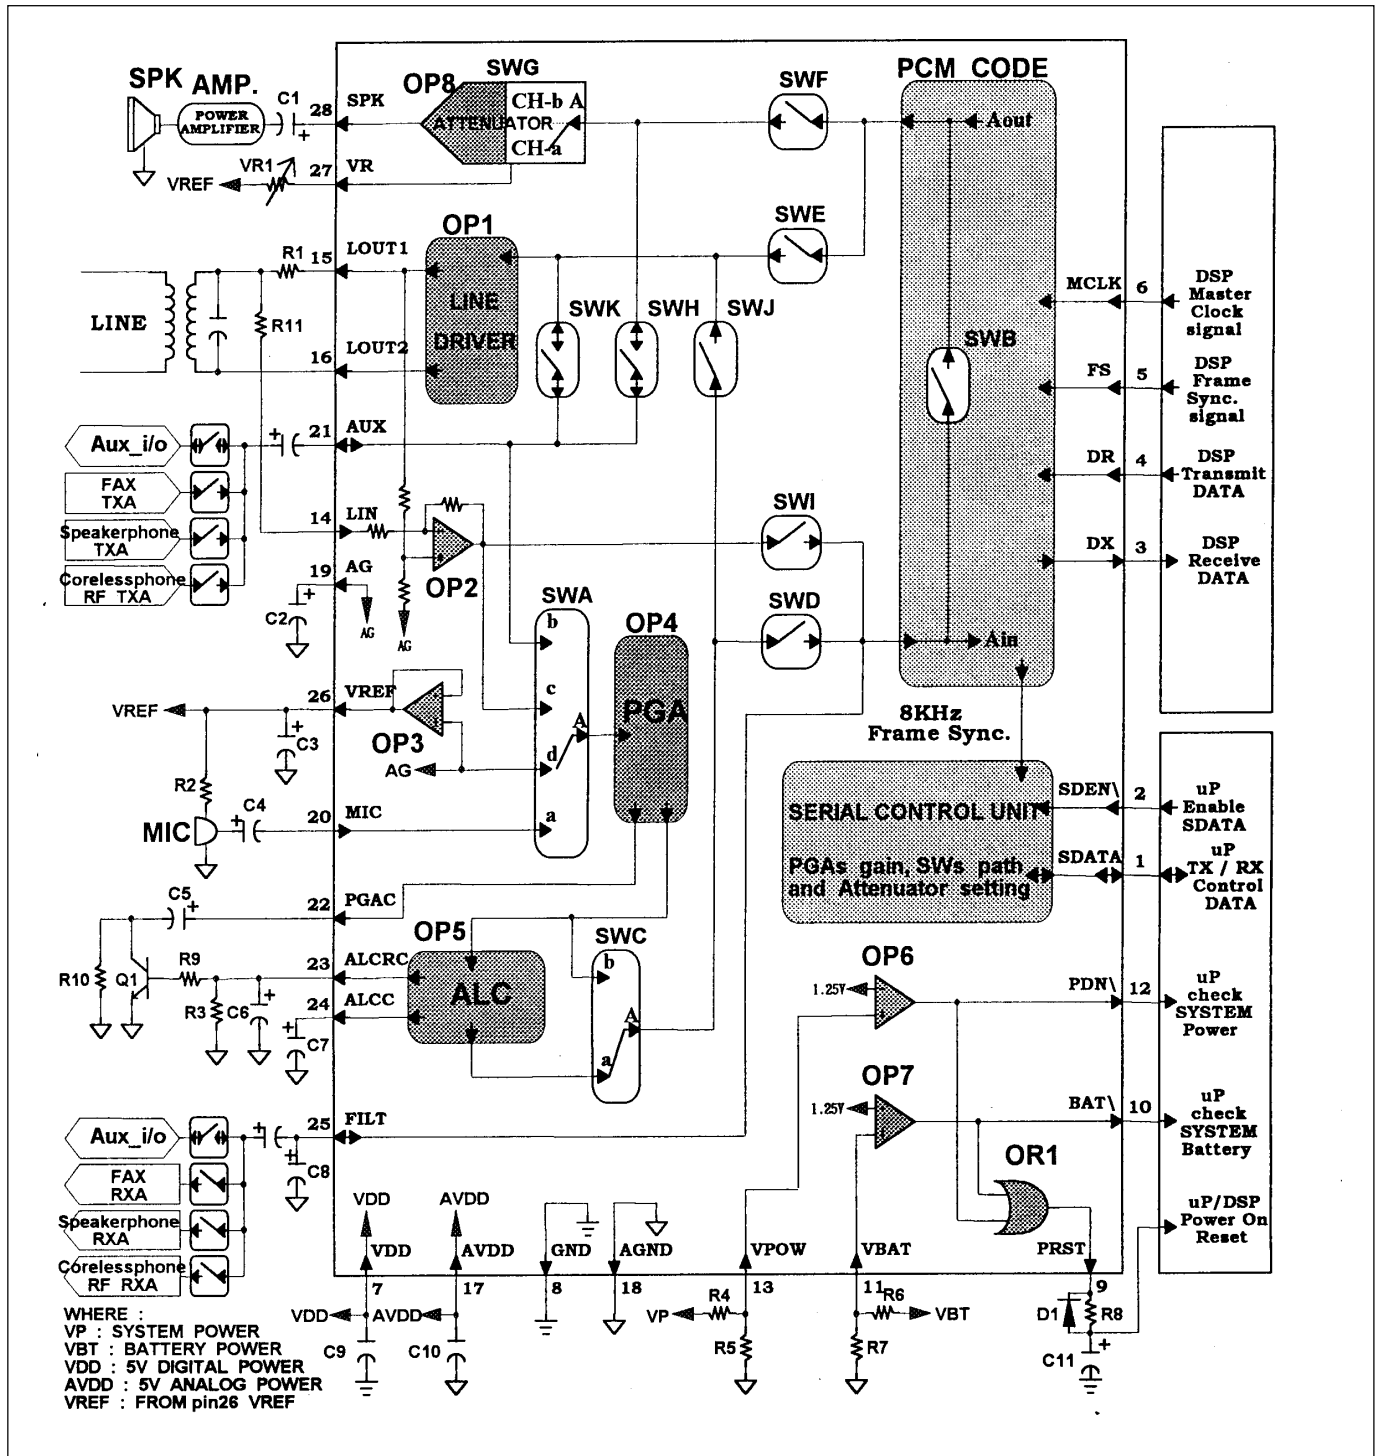 SPK AMP.
POWER
AMPLIFIER
C1
28
SPK
OP8
SWG
CH-b A
ATTENUATOR
CH-a
SWF
PCM CODE
Aout
VREF
VR1
27
VR
OP1
SWE
LINE
R1
15
LOUT1
LINE
DRIVER
R11
16
LOUT2
SWK
SWH
SWJ
SWB
MCLK
6
DSP
Master
Clock
signal
FS
5
DSP
Frame
Sync.
signal
DR
4
DSP
Transmit
DATA
DX
3
DSP
Receive
DATA
Aux_i/o
21
AUX
FAX
TXA
Speakerphone
TXA
Corelessphone
RF TXA
14
LIN
OP2
19
AG
C2
AG
AG
SWI
SWD
SWA
b
c
d
a
A
OP4
PGA
Ain
8KHz
Frame Sync.
VREF
26
VREF
C3
OP3
AG
R2
MIC
C4
20
MIC
SERIAL CONTROL UNIT
PGAs gain, SWs path
and Attenuator setting
SDEN\
2
uP
Enable
SDATA
SDATA
1
uP
TX / RX
Control
DATA
C5
22
PGAC
R10
Q1
R9
23
ALCRC
R3
C6
24
ALCC
C7
OP5
ALC
SWC
b
A
a
OP6
1.25V
PDN\
12
uP
check
SYSTEM
Power
OP7
1.25V
BAT\
10
uP
check
SYSTEM
Battery
OR1
uP/DSP
Power On
Reset
Aux_i/o
25
FILT
C8
FAX
RXA
Speakerphone
RXA
Corelessphone
RF RXA
VDD
AVDD
VDD
AVDD
GND
AGND
VPOW
VBAT
PRST
7
17
8
18
13
11
9
VDD
AVDD
C9
C10
VP
R4
R5
R6
VBT
R7
D1
R8
C11
WHERE :
VP : SYSTEM POWER
VBT : BATTERY POWER
VDD : 5V DIGITAL POWER
AVDD : 5V ANALOG POWER
VREF : FROM pin26 VREF